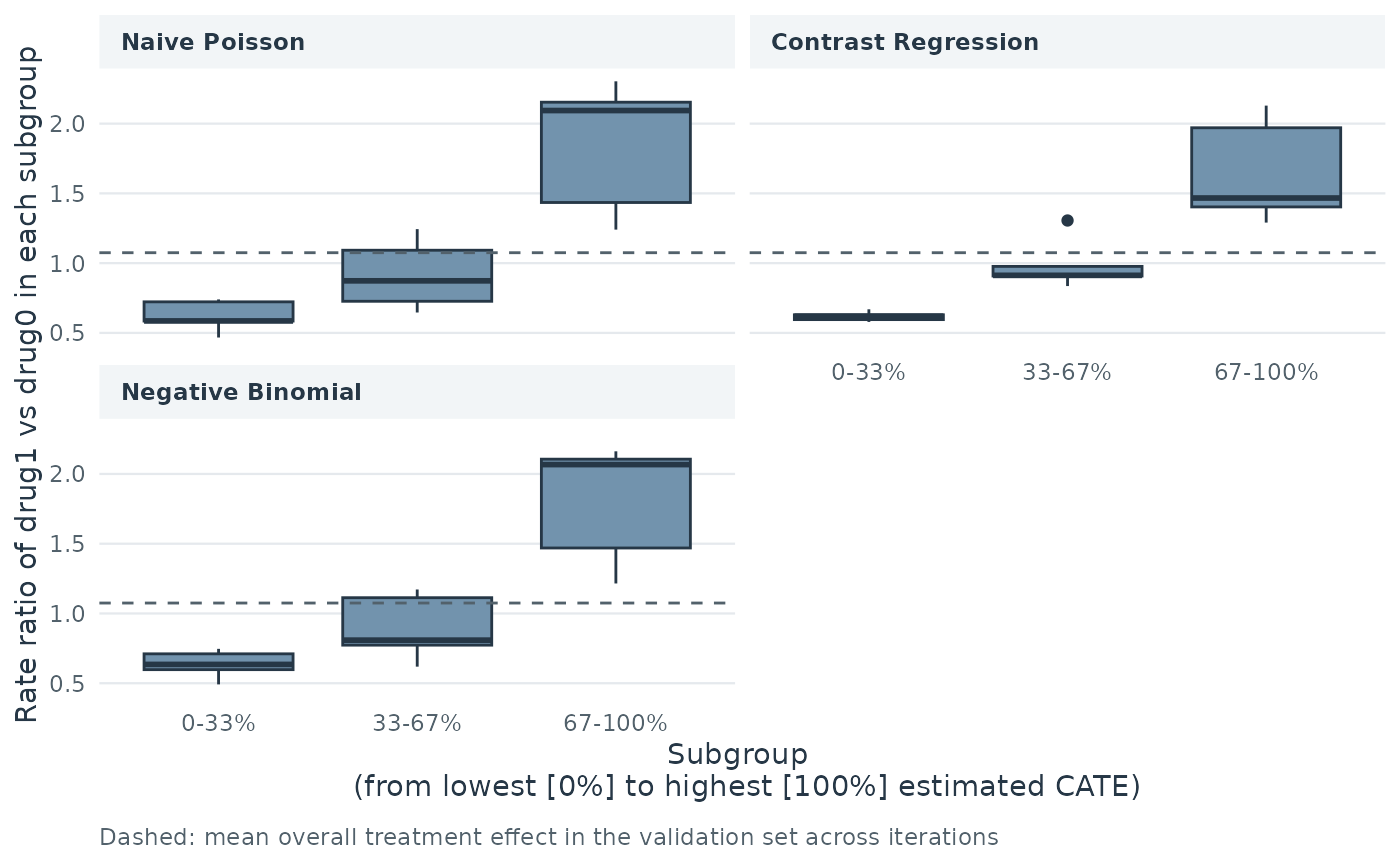 Naive Poisson
Contrast Regression
Rate ratio of drug1 vs drug0 in each subgroup
2.0
1.5
1.0
0.5
0-33%
33-67%
67-100%
Negative Binomial
2.0
1.5
1.0
0.5
0-33%
33-67%
67-100%
Subgroup
(from lowest [0%] to highest [100%] estimated CATE)
Dashed: mean overall treatment effect in the validation set across iterations